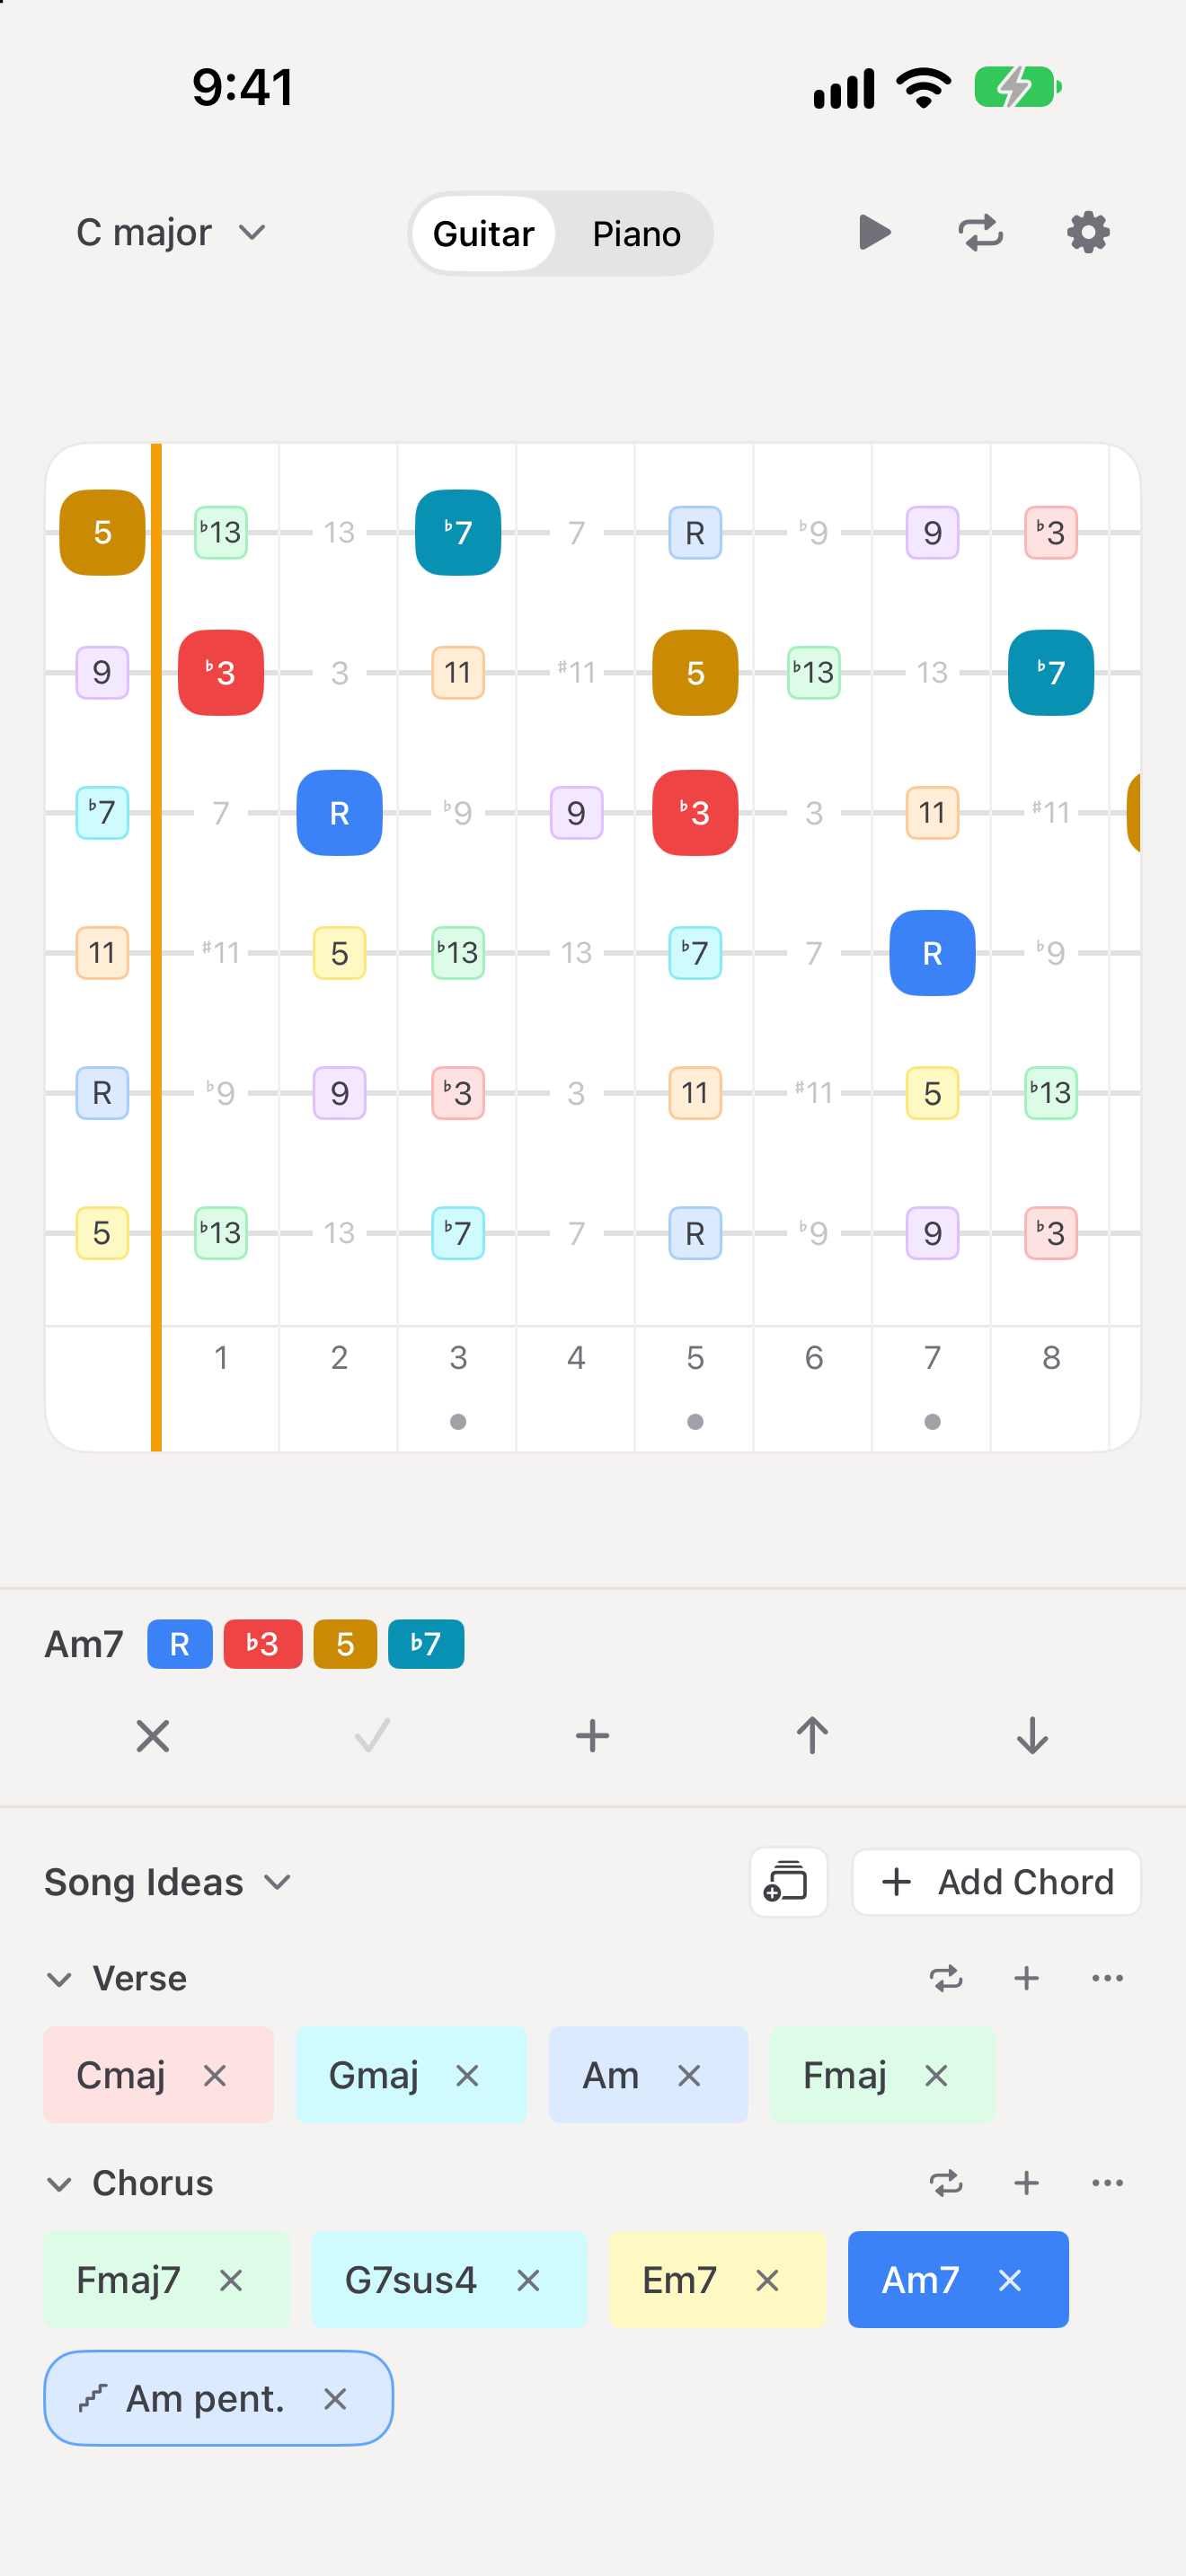 9:41
C major Guitar Piano
5 ♭13 13 ♭7 7 R ♭9 9 ♭3
9 ♭3 3 11 ♯11 5 ♭13 13 ♭7
♭7 7 R ♭9 9 ♭3 3 11 ♯11
11 ♯11 5 ♭13 13 ♭7 7 R ♭9
R ♭9 9 ♭3 3 11 ♯11 5 ♭13
5 ♭13 13 ♭7 7 R ♭9 9 ♭3
1 2 3 4 5 6 7 8
Am7 R ♭3 5 ♭7
Song Ideas Add Chord
Verse
Cmaj Gmaj Am Fmaj
Chorus
Fmaj7 G7sus4 Em7 Am7
Am pent.